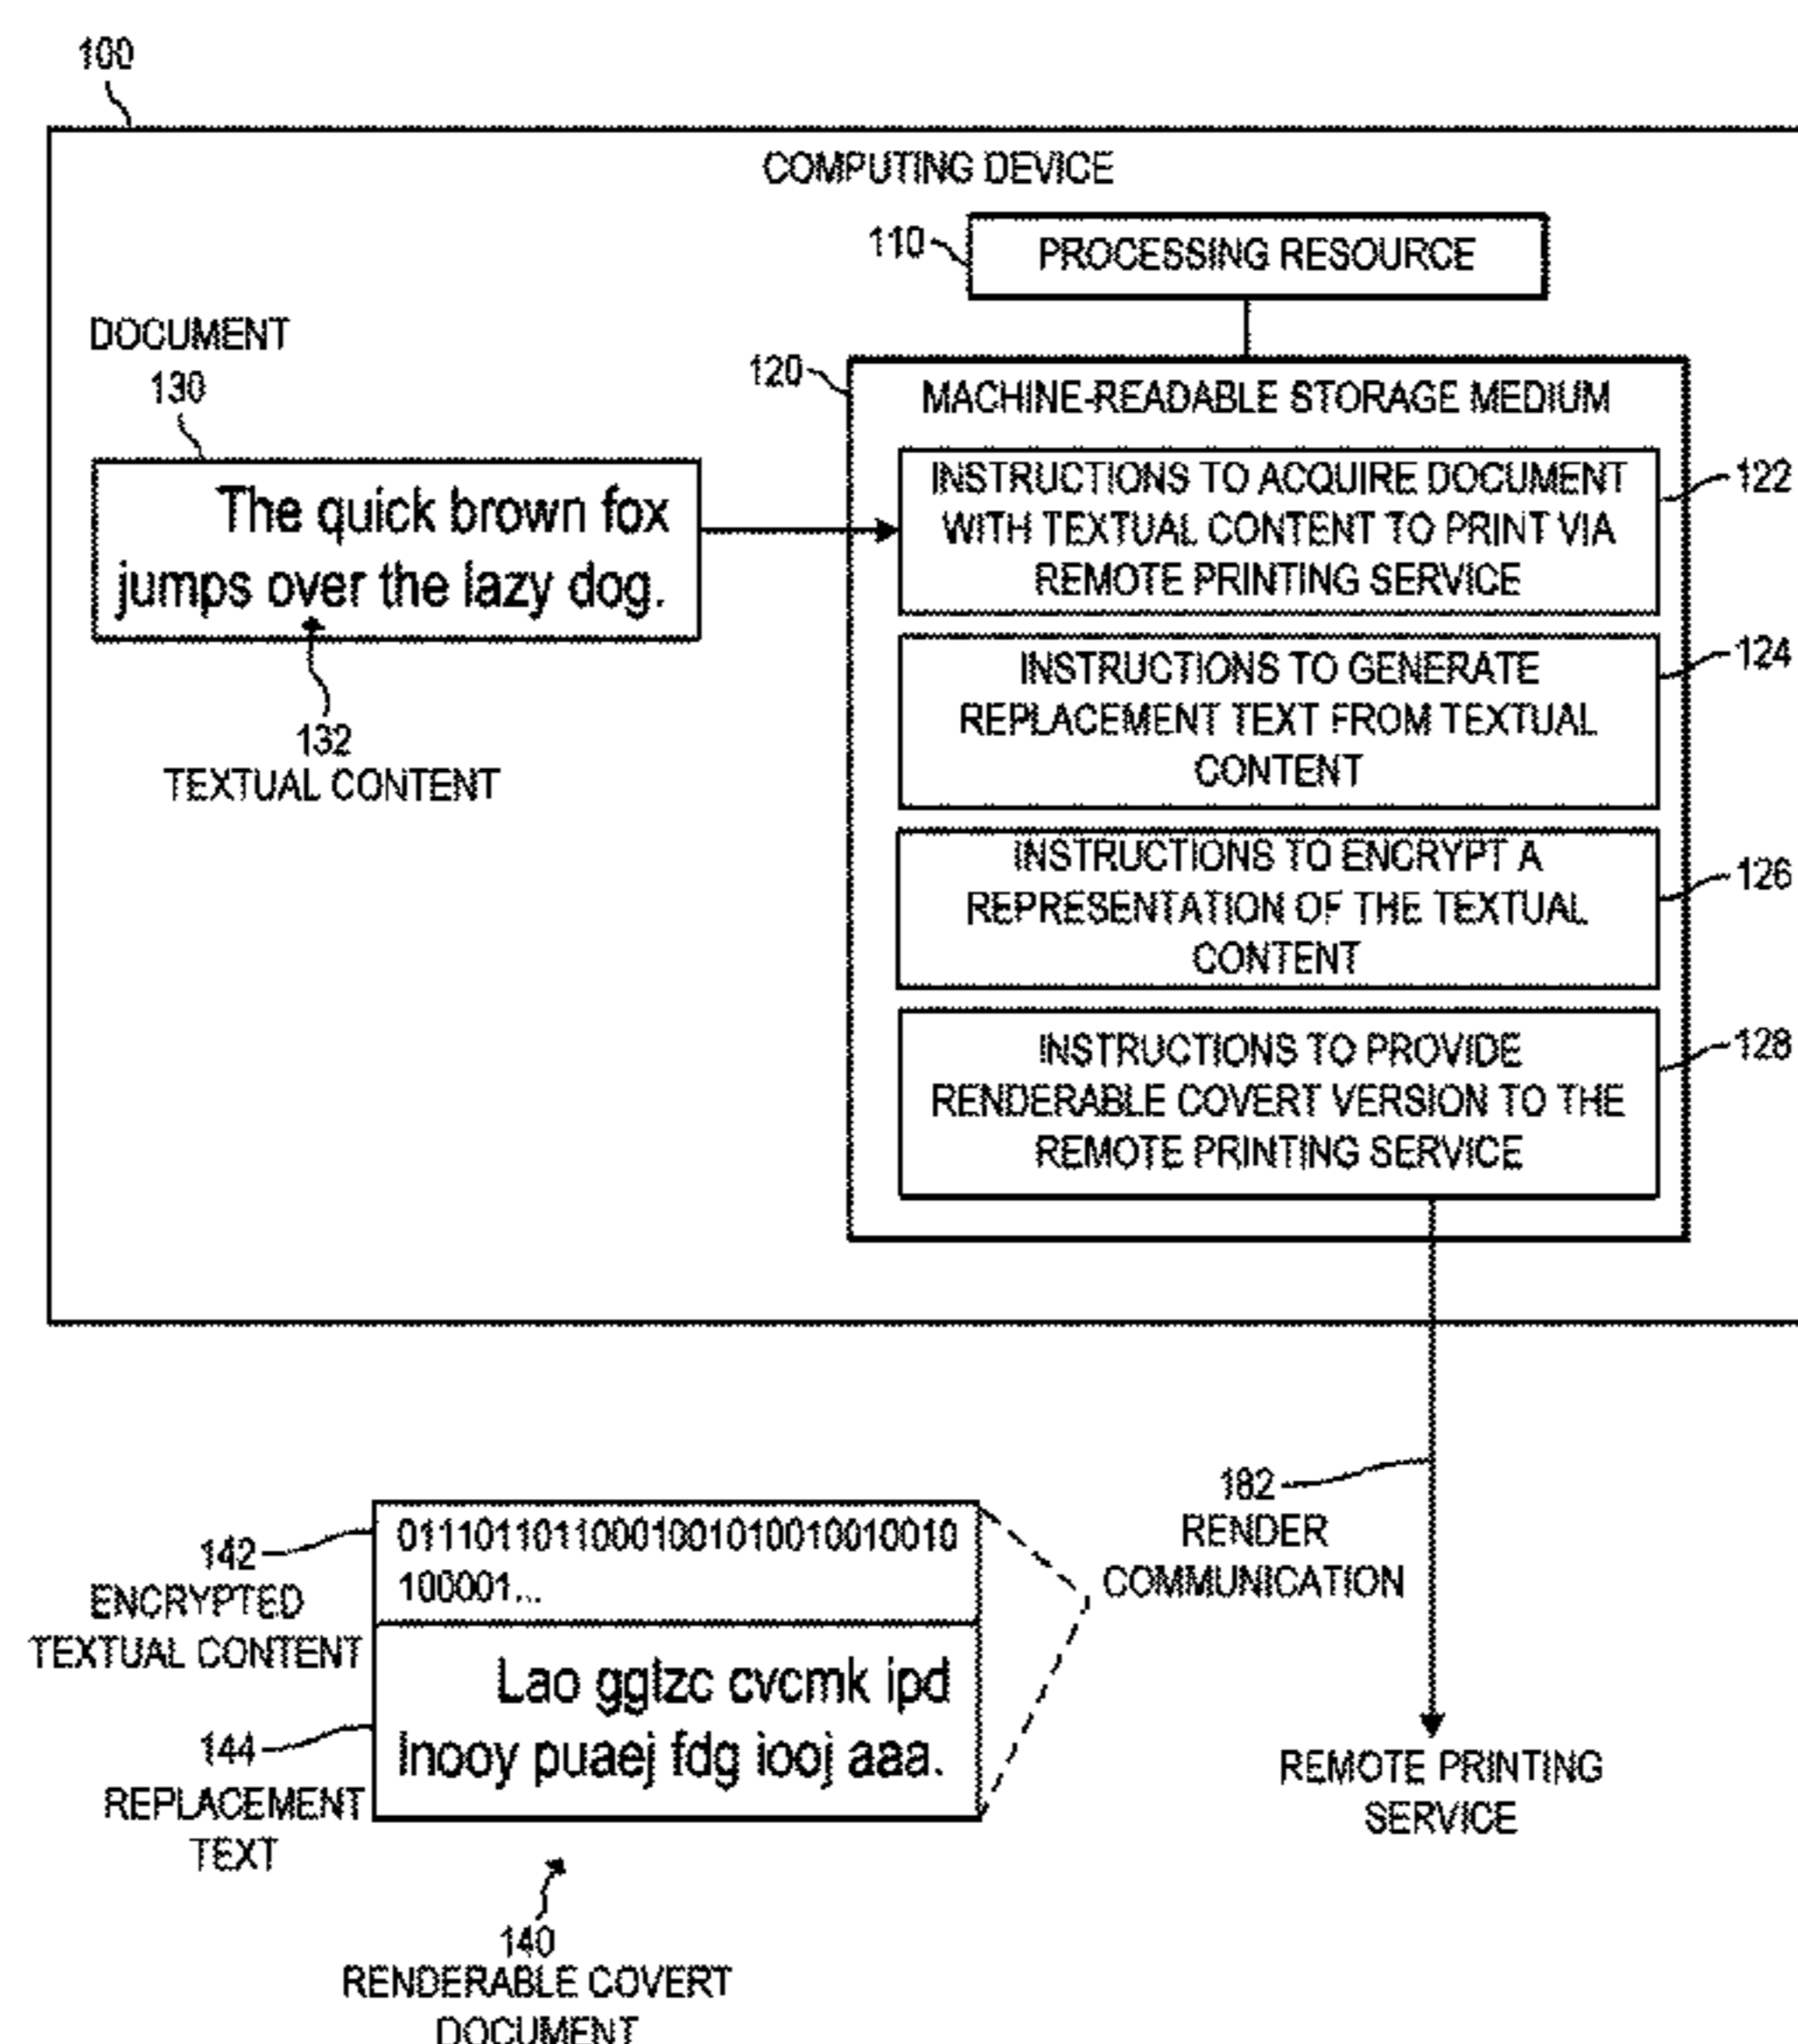 100
COMPUTING DEVICE
110
PROCESSING RESOURCE
DOCUMENT
130
The quick brown fox
jumps over the lazy dog.
132
TEXTUAL CONTENT
120
MACHINE-READABLE STORAGE MEDIUM
INSTRUCTIONS TO ACQUIRE DOCUMENT
WITH TEXTUAL CONTENT TO PRINT VIA
REMOTE PRINTING SERVICE
122
INSTRUCTIONS TO GENERATE
REPLACEMENT TEXT FROM TEXTUAL
CONTENT
124
INSTRUCTIONS TO ENCRYPT A
REPRESENTATION OF THE TEXTUAL
CONTENT
126
INSTRUCTIONS TO PROVIDE
RENDERABLE COVERT VERSION TO THE
REMOTE PRINTING SERVICE
128
142
ENCRYPTED
TEXTUAL CONTENT
01110110110001001010010010010
100001...
144
REPLACEMENT
TEXT
Lao ggtzc cvcmk ipd
lnooy puaej fdg iooj aaa.
140
RENDERABLE COVERT
DOCUMENT
182
RENDER
COMMUNICATION
REMOTE PRINTING
SERVICE